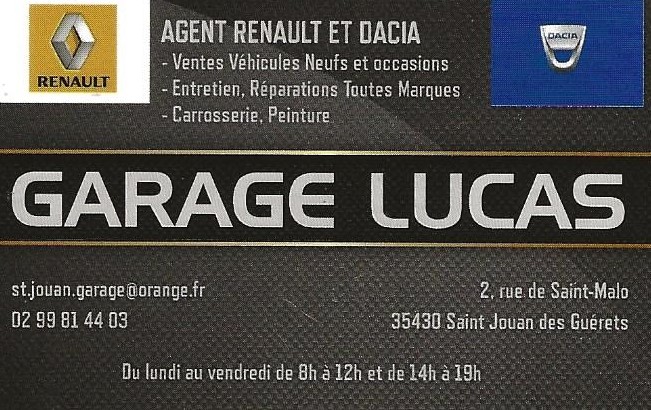 RENAULT
AGENT RENAULT ET DACIA
- Ventes Véhicules Neufs et occasions
- Entretien, Réparations Toutes Marques
- Carrosserie, Peinture
DACIA
GARAGE LUCAS
st.jouan.garage@orange.fr
02 99 81 44 03
2, rue de Saint-Malo
35430 Saint Jouan des Guérets
Du lundi au vendredi de 8h à 12h et de 14h à 19h